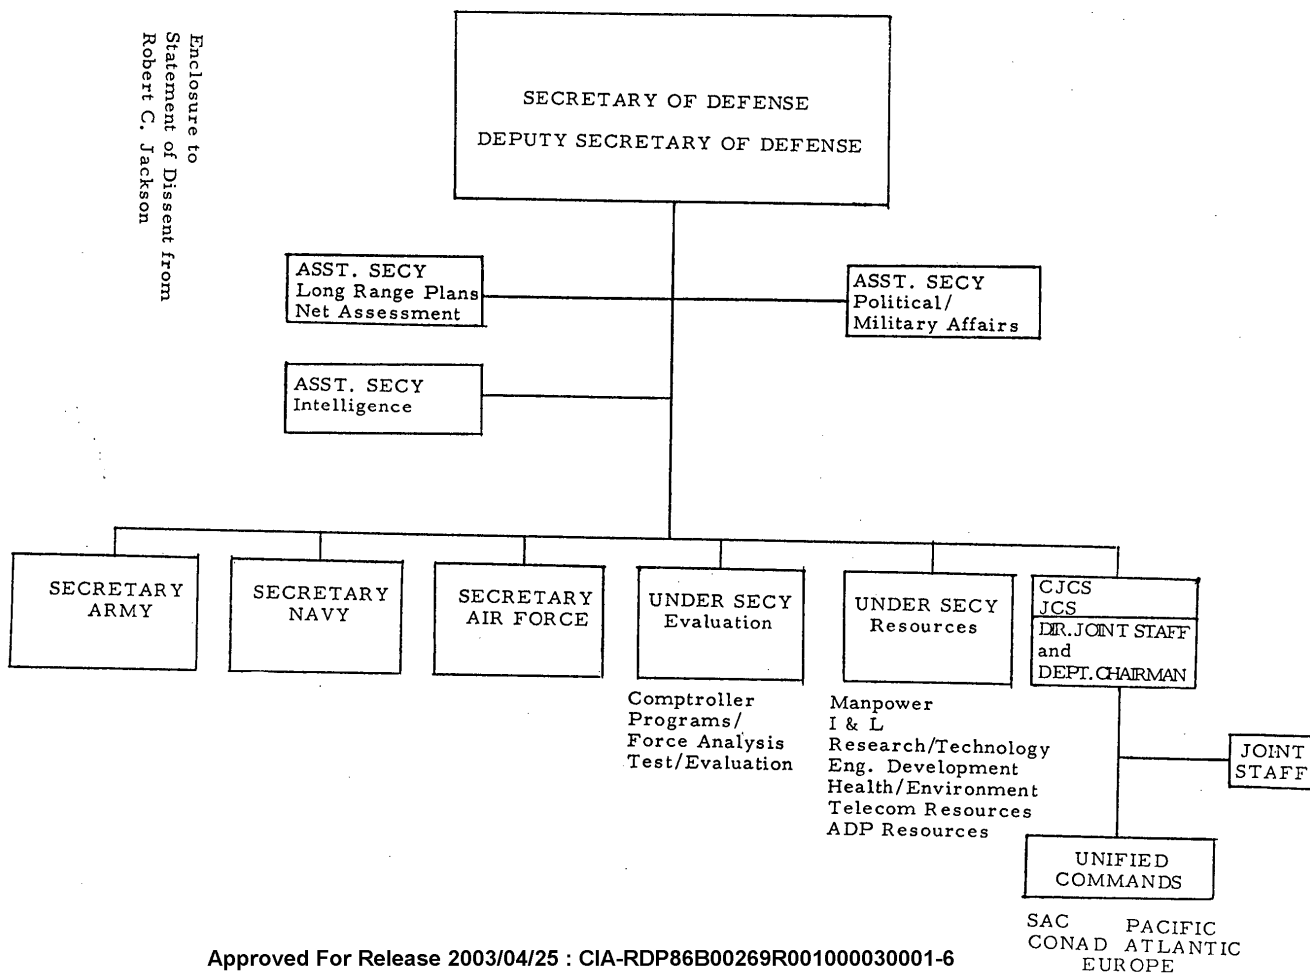 Enclosure to
Statement of Dissent from
Robert C. Jackson
SECRETARY OF DEFENSE
DEPUTY SECRETARY OF DEFENSE
ASST. SECY
Long Range Plans
Net Assessment
ASST. SECY
Political/
Military Affairs
ASST. SECY
Intelligence
SECRETARY
ARMY
SECRETARY
NAVY
SECRETARY
AIR FORCE
UNDER SECY
Evaluation
Comptroller
Programs/
Force Analysis
Test/Evaluation
UNDER SECY
Resources
Manpower
I & L
Research/Technology
Eng. Development
Health/Environment
Telecom Resources
ADP Resources
CJCS
JCS
DIR. JOINT STAFF
and
DEPT. CHAIRMAN
JOINT
STAFF
UNIFIED
COMMANDS
SAC PACIFIC
CONAD ATLANTIC
EUROPE
Approved For Release 2003/04/25 : CIA-RDP86B00269R001000030001-6